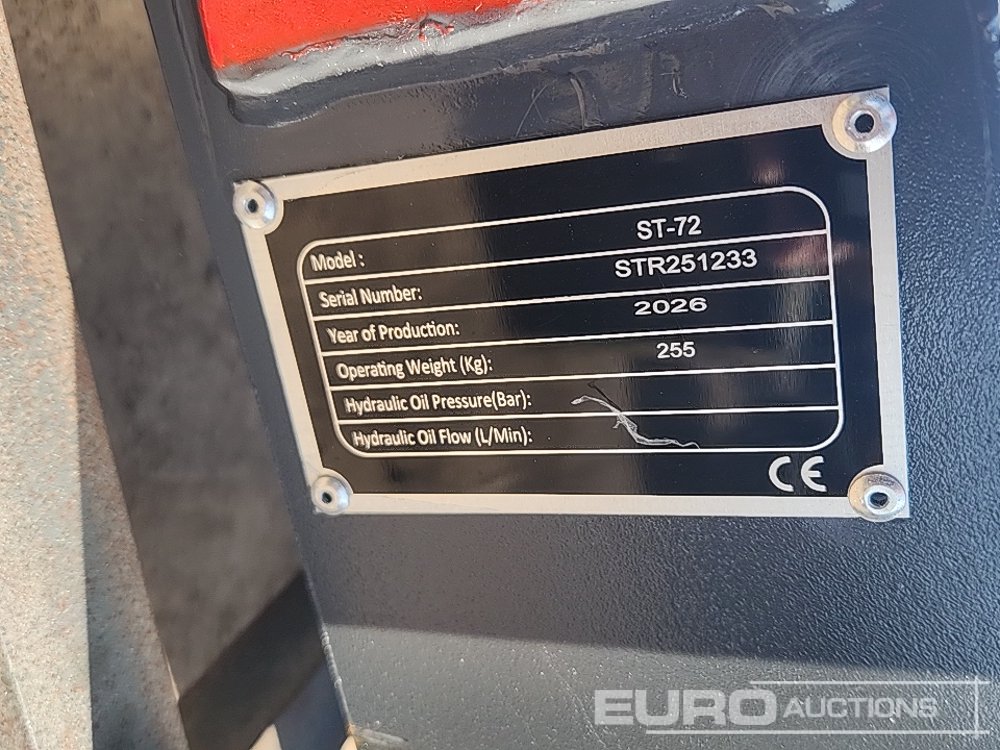 Model : ST-72
Serial Number: STR251233
Year of Production: 2026
Operating Weight (Kg): 255
Hydraulic Oil Pressure(Bar):
Hydraulic Oil Flow (L/Min):
CE
EURO AUCTIONS